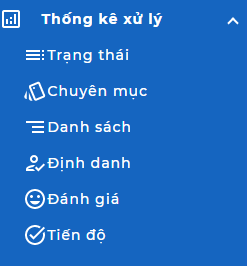 Thống kê xử lý
Trạng thái
Chuyên mục
Danh sách
Định danh
Đánh giá
Tiến độ